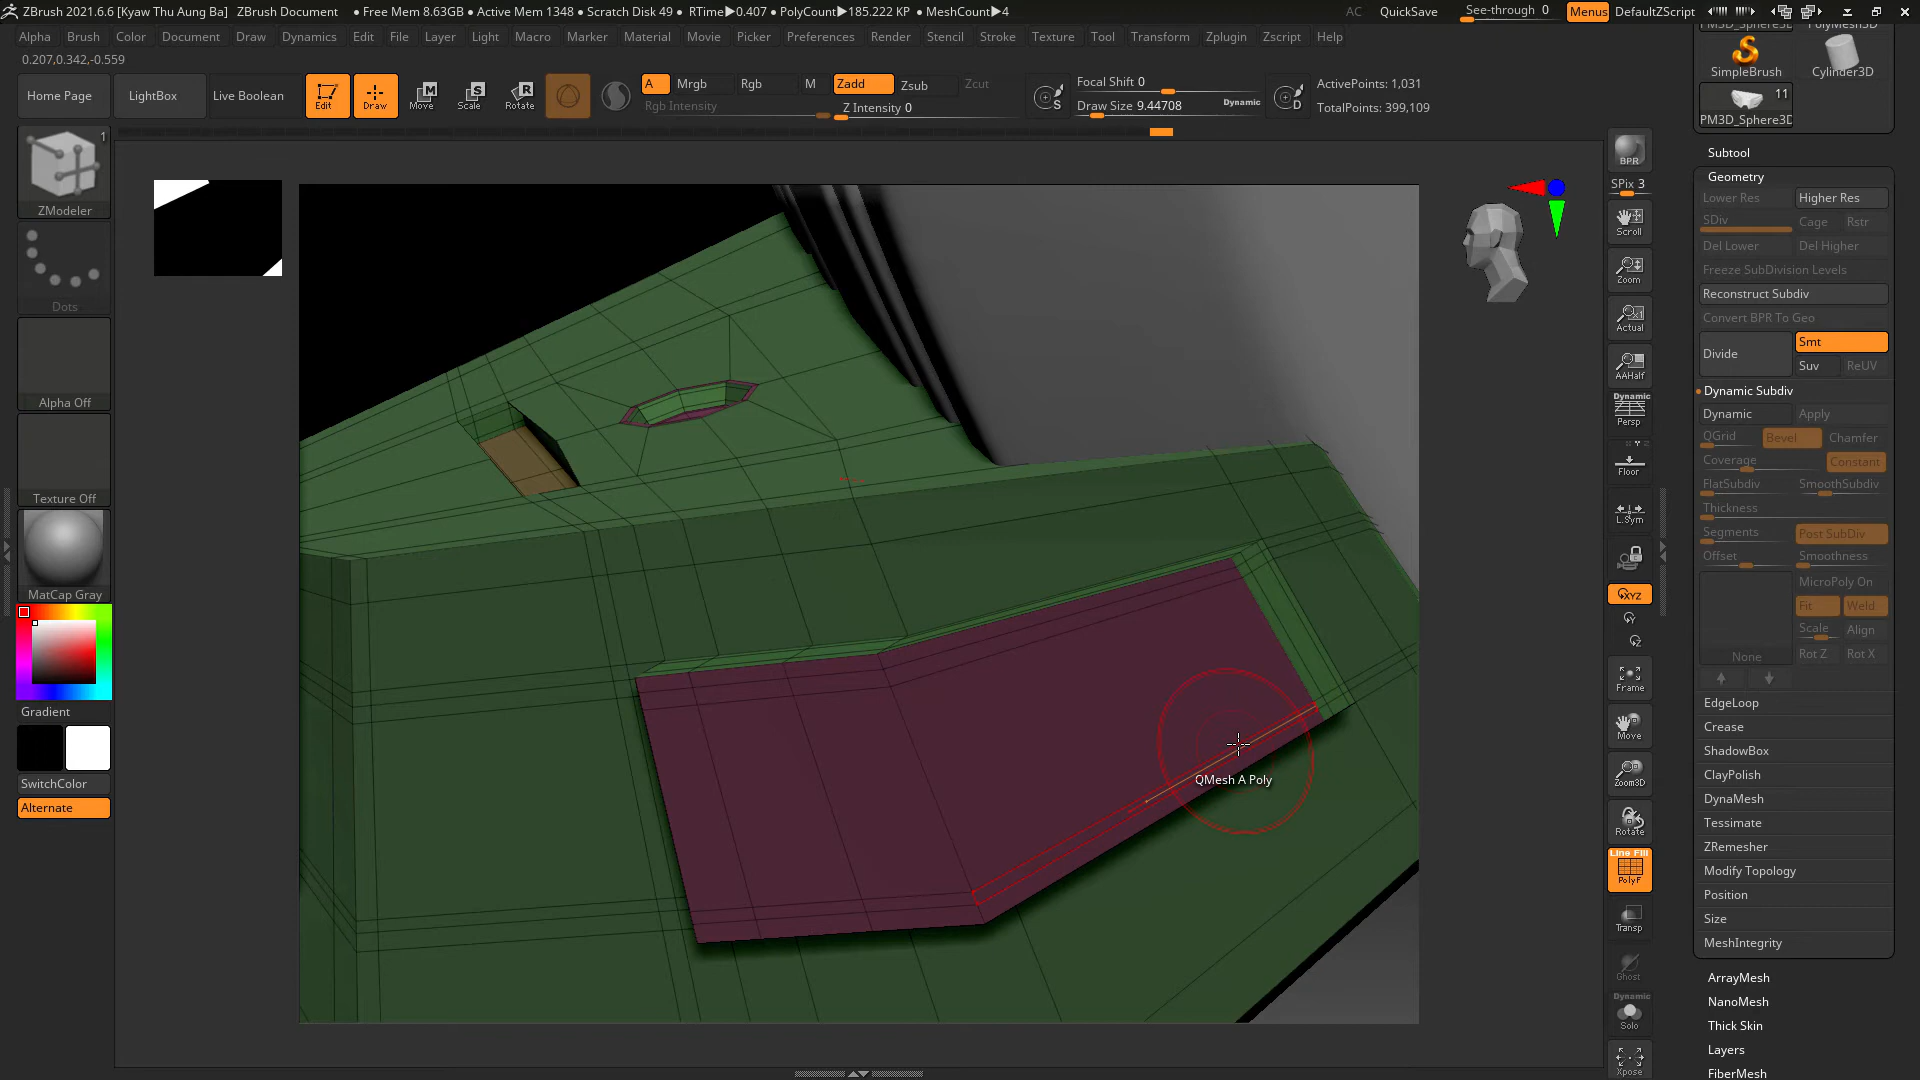 ZBrush 2021.6.6 [Kyaw Thu Aung Ba] ZBrush Document • Free Mem 8.63GB • Active Mem 1348 • Scratch Disk 49 • RTime▶0.407 • PolyCount▶185.222 KP • MeshCount▶4 AC QuickSave See-through 0 Menus DefaultZScript
Alpha Brush Color Document Draw Dynamics Edit File Layer Light Macro Marker Material Movie Picker Preferences Render Stencil Stroke Texture Tool Transform Zplugin Zscript Help
0.207,0.342,-0.559
Home Page LightBox Live Boolean Edit Draw Move Scale Rotate
A Mrgb Rgb M Zadd Zsub Zcut
Rgb Intensity Z Intensity 0
Focal Shift 0
Draw Size 9.44708 Dynamic
ActivePoints: 1,031
TotalPoints: 399,109
1
ZModeler
Dots
Alpha Off
Texture Off
MatCap Gray
Gradient
SwitchColor
Alternate
QMesh A Poly
BPR
SPix 3
Scroll
Zoom
Actual
AAHalf
Dynamic
Persp
Floor
L.Sym
XYZ
Frame
Move
Zoom3D
Rotate
Line Fill
PolyF
Transp
Ghost
Dynamic
Solo
Xpose
SimpleBrush Cylinder3D
11
PM3D_Sphere3D
Subtool
Geometry
Lower Res Higher Res
SDiv Cage Rstr
Del Lower Del Higher
Freeze SubDivision Levels
Reconstruct Subdiv
Convert BPR To Geo
Divide Smt
Suv ReUV
Dynamic Subdiv
Dynamic Apply
QGrid Bevel Chamfer
Coverage Constant
FlatSubdiv SmoothSubdiv
Thickness
Segments Post SubDiv
Offset Smoothness
MicroPoly On
Fit Weld
Scale Align
None Rot Z Rot X
EdgeLoop
Crease
ShadowBox
ClayPolish
DynaMesh
Tessimate
ZRemesher
Modify Topology
Position
Size
MeshIntegrity
ArrayMesh
NanoMesh
Thick Skin
Layers
FiberMesh